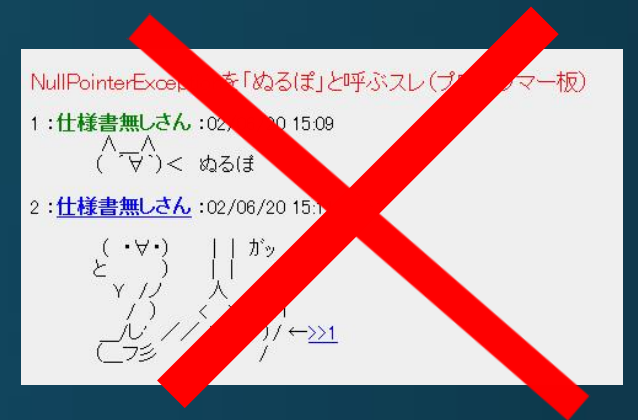 NullPointerExcep を「ぬるぽ」と呼ぶスレ（プ マー板）
1 ：仕様書無しさん ：02/ 15:09
（ ´∀`）＜ ぬるぽ
2 ：仕様書無しさん ：02/06/20 15:1
（ ・∀・） | | ガッ
と ） | |
Ｙ /ノ 人
/ ） <
＿/し' ／／ ）/ ←>>1
（＿フ彡 /